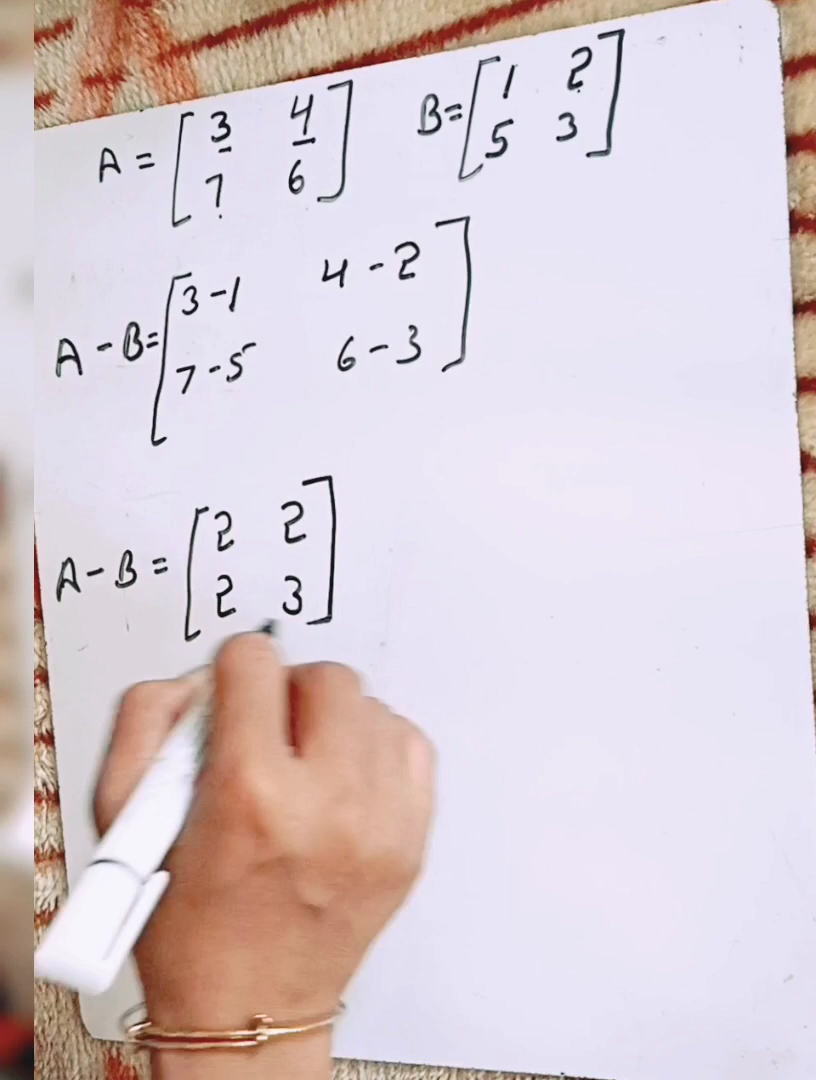 A = [ 3 4 ] B = [ 1 2 ]
[ 7 6 ] [ 5 3 ]
A - B = [ 3 - 1 4 - 2 ]
[ 7 - 5 6 - 3 ]
A - B = [ 2 2 ]
[ 2 3 ]